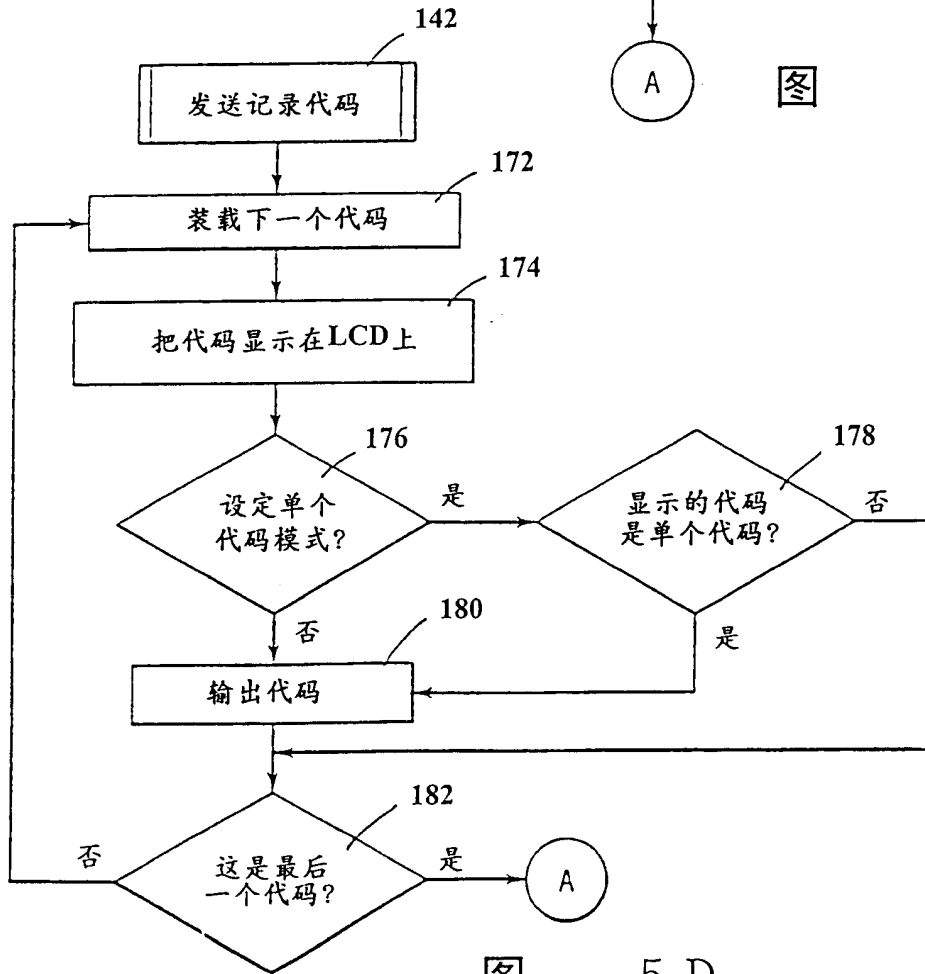 142
A
图
发送记录代码
172
装载下一个代码
174
把代码显示在LCD上
176
178
设定单个
代码模式?
是
显示的代码
是单个代码?
否
否
180
是
输出代码
182
否
这是最后
一个代码?
是
A
图 5 D